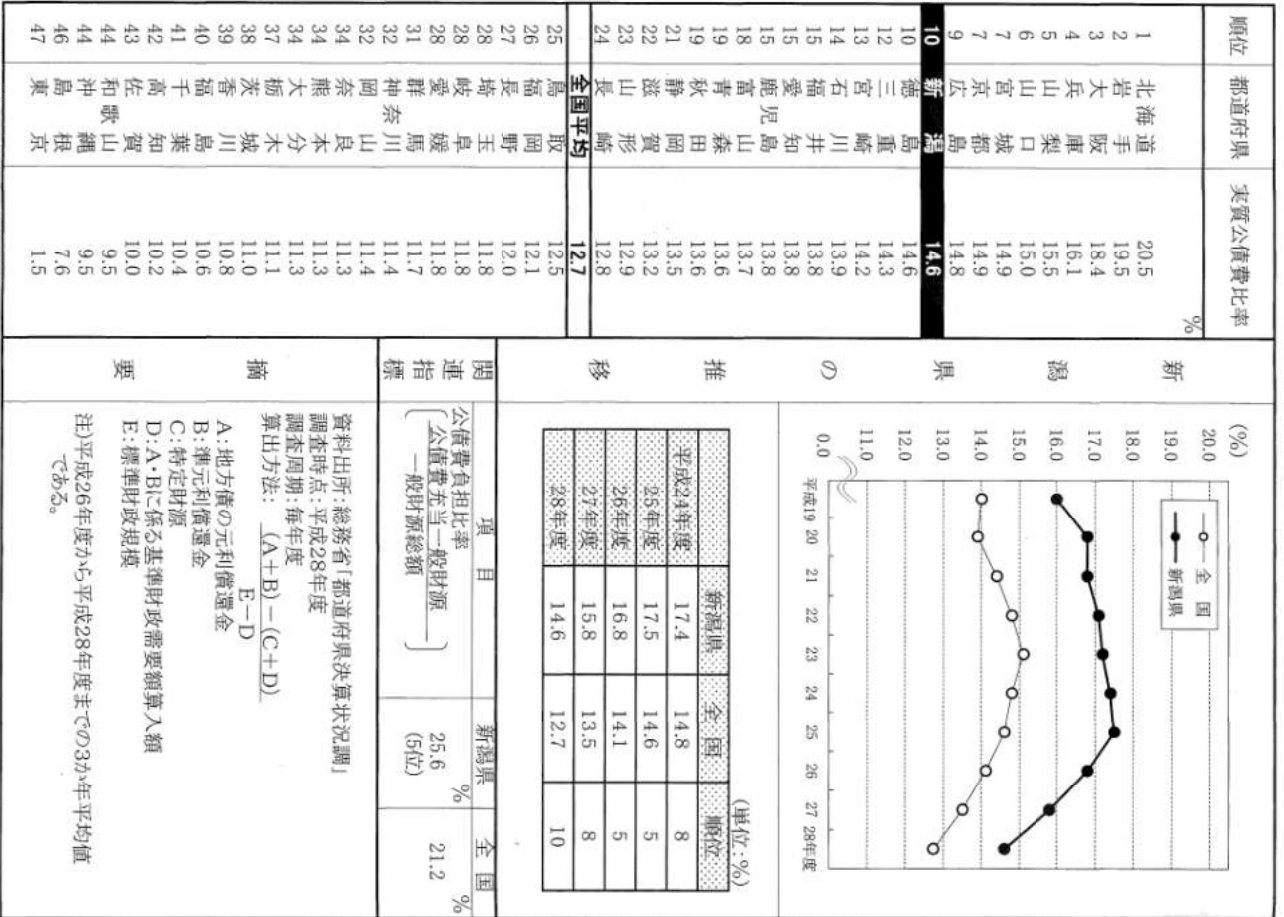 順位 都道府県 実質公債費比率
%
1 北海道 20.5
2 岩手 19.5
3 大阪 18.4
4 兵庫 16.1
5 山梨 15.5
6 山口 15.0
7 宮城 14.9
7 京都 14.9
9 広島 14.8
10 新潟 14.6
10 徳島 14.6
12 三重 14.3
13 宮崎 14.2
14 石川 13.9
15 福井 13.8
15 愛知 13.8
15 鹿児島 13.8
18 富山 13.7
19 青森 13.6
19 秋田 13.6
21 静岡 13.5
22 滋賀 13.2
23 山形 12.9
24 長崎 12.8
全国平均 12.7
25 鳥取 12.5
26 福岡 12.1
27 長野 12.0
28 埼玉 11.8
28 岐阜 11.8
28 愛媛 11.8
31 群馬 11.7
32 神奈川 11.4
32 岡山 11.4
34 奈良 11.3
34 熊本 11.3
34 大分 11.3
37 栃木 11.1
38 茨城 11.0
39 香川 10.8
40 福島 10.6
41 千葉 10.4
42 高知 10.2
43 佐賀 10.0
44 和歌山 9.5
44 沖縄 9.5
46 島根 7.6
47 東京 1.5
新潟県の推移
(%)
20.0
19.0
18.0
17.0
16.0
15.0
14.0
13.0
12.0
11.0
0.0
全国
新潟県
平成19 20 21 22 23 24 25 26 27 28年度
(単位:%)
新潟県 全国 順位
平成24年度 17.4 14.8 8
25年度 17.5 14.6 5
26年度 16.8 14.1 5
27年度 15.8 13.5 8
28年度 14.6 12.7 10
関連指標
項目 新潟県 全国
公債費負担比率 % %
(公債費充当一般財源 25.6 21.2
一般財源総額) (5位)
摘要
資料出所:総務省「都道府県決算状況調」
調査時点:平成28年度
調査周期:毎年度
算出方法: (A+B)-(C+D)
E-D
A:地方債の元利償還金
B:準元利償還金
C:特定財源
D:A・Bに係る基準財政需要額算入額
E:標準財政規模
注)平成26年度から平成28年度までの3か年平均値
である。